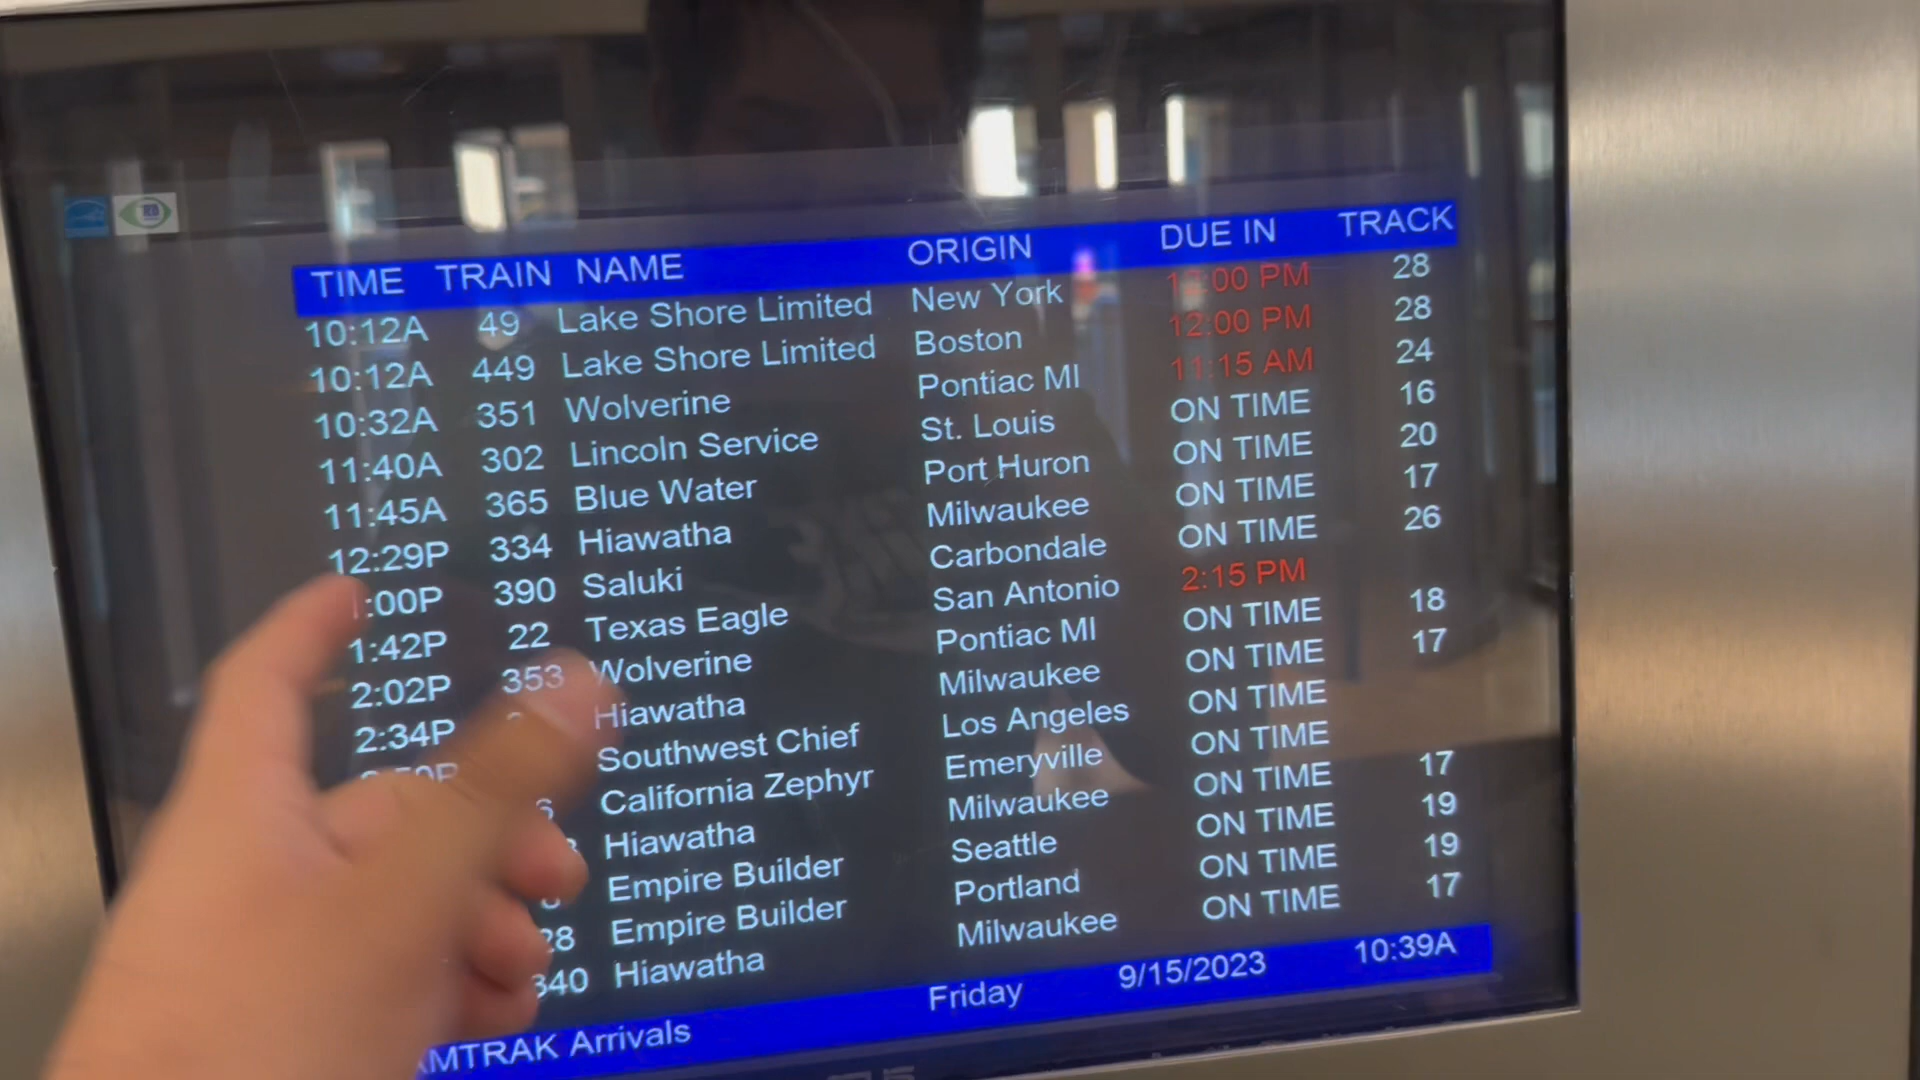 TIME TRAIN NAME ORIGIN DUE IN TRACK
10:12A 49 Lake Shore Limited New York 12:00 PM 28
10:12A 449 Lake Shore Limited Boston 12:00 PM 28
10:32A 351 Wolverine Pontiac MI 11:15 AM 24
11:40A 302 Lincoln Service St. Louis ON TIME 16
11:45A 365 Blue Water Port Huron ON TIME 20
12:29P 334 Hiawatha Milwaukee ON TIME 17
1:00P 390 Saluki Carbondale ON TIME 26
1:42P 22 Texas Eagle San Antonio 2:15 PM
2:02P 353 Wolverine Pontiac MI ON TIME 18
2:34P Hiawatha Milwaukee ON TIME 17
Southwest Chief Los Angeles ON TIME
California Zephyr Emeryville ON TIME
Hiawatha Milwaukee ON TIME 17
Empire Builder Seattle ON TIME 19
28 Empire Builder Portland ON TIME 19
340 Hiawatha Milwaukee ON TIME 17
AMTRAK Arrivals Friday 9/15/2023 10:39A